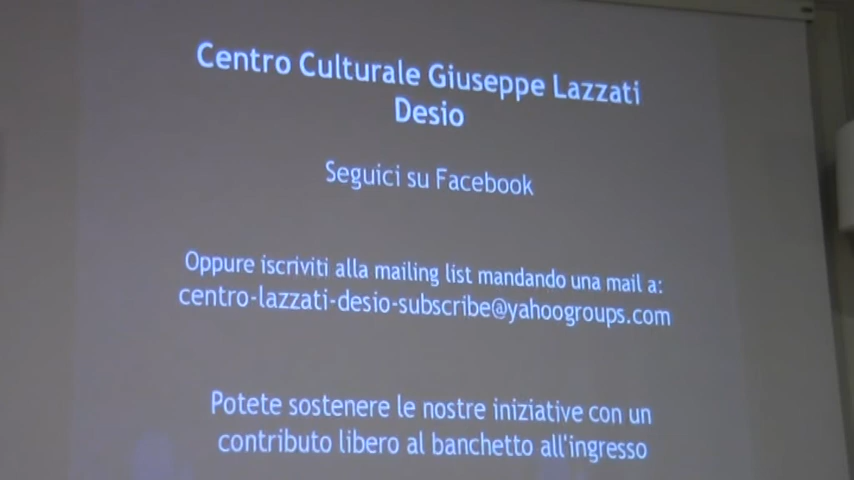 Centro Culturale Giuseppe Lazzati
Desio
Seguici su Facebook
Oppure iscriviti alla mailing list mandando una mail a:
centro-lazzati-desio-subscribe@yahoogroups.com
Potete sostenere le nostre iniziative con un
contributo libero al banchetto all'ingresso